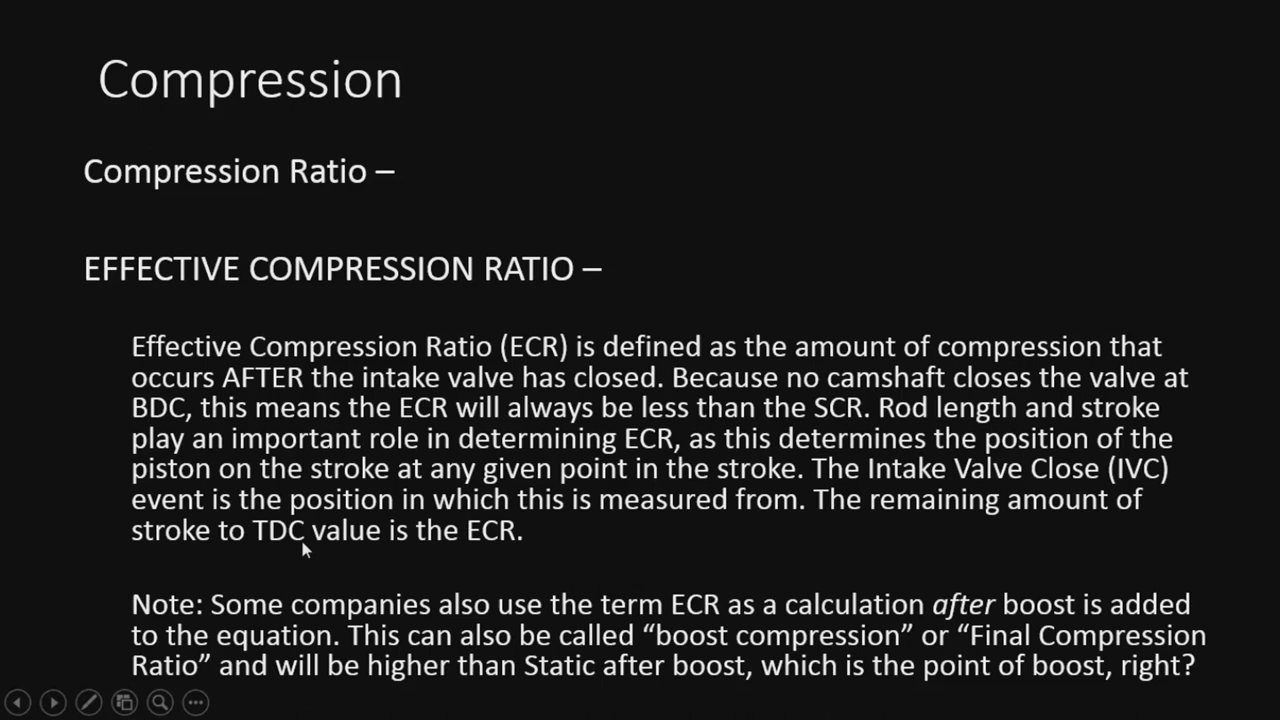 Compression
Compression Ratio –
EFFECTIVE COMPRESSION RATIO –
Effective Compression Ratio (ECR) is defined as the amount of compression that
occurs AFTER the intake valve has closed. Because no camshaft closes the valve at
BDC, this means the ECR will always be less than the SCR. Rod length and stroke
play an important role in determining ECR, as this determines the position of the
piston on the stroke at any given point in the stroke. The Intake Valve Close (IVC)
event is the position in which this is measured from. The remaining amount of
stroke to TDC value is the ECR.
Note: Some companies also use the term ECR as a calculation after boost is added
to the equation. This can also be called “boost compression” or “Final Compression
Ratio” and will be higher than Static after boost, which is the point of boost, right?